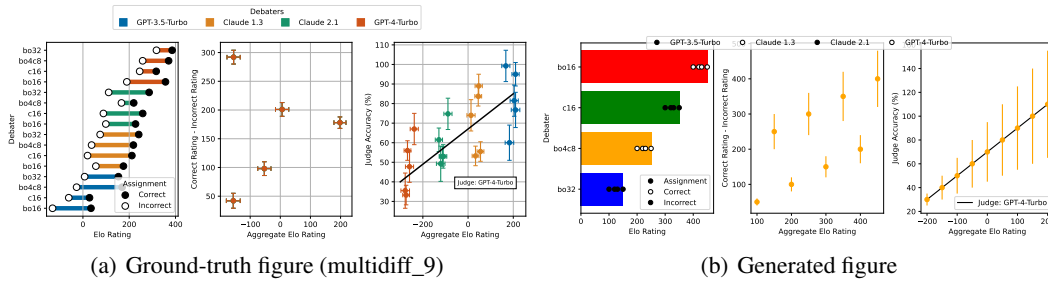 Debaters
GPT-3.5-Turbo Claude 1.3 Claude 2.1 GPT-4-Turbo
bo32
bo4c8
c16
bo16
bo32
bo4c8
c16
bo16
bo32
bo4c8
c16
bo16
bo4c8
bo32
c16
bo16
Debater
Assignment
Correct
Incorrect
0 100 200 300 400
Elo Rating
Correct Rating - Incorrect Rating
300
250
200
150
100
50
−200 −100 0 100 200
Aggregate Elo Rating
Judge Accuracy (%)
110
100
90
80
70
60
50
40
30
Judge: GPT-4-Turbo
−200 0 200
Aggregate Elo Rating
(a) Ground-truth figure (multidiff_9)
GPT-3.5-Turbo Claude 1.3 Claude 2.1 GPT-4-Turbo
bo16
c16
bo4c8
bo32
Debater
Assignment
Correct
Incorrect
0 100 200 300 400
Elo Rating
Correct Rating - Incorrect Rating
400
300
200
100
100 200 300 400
Aggregate Elo Rating
Judge Accuracy (%)
140
120
100
80
60
40
20
Judge: GPT-4-Turbo
−200 −100 0 100 200
Aggregate Elo Rating
(b) Generated figure